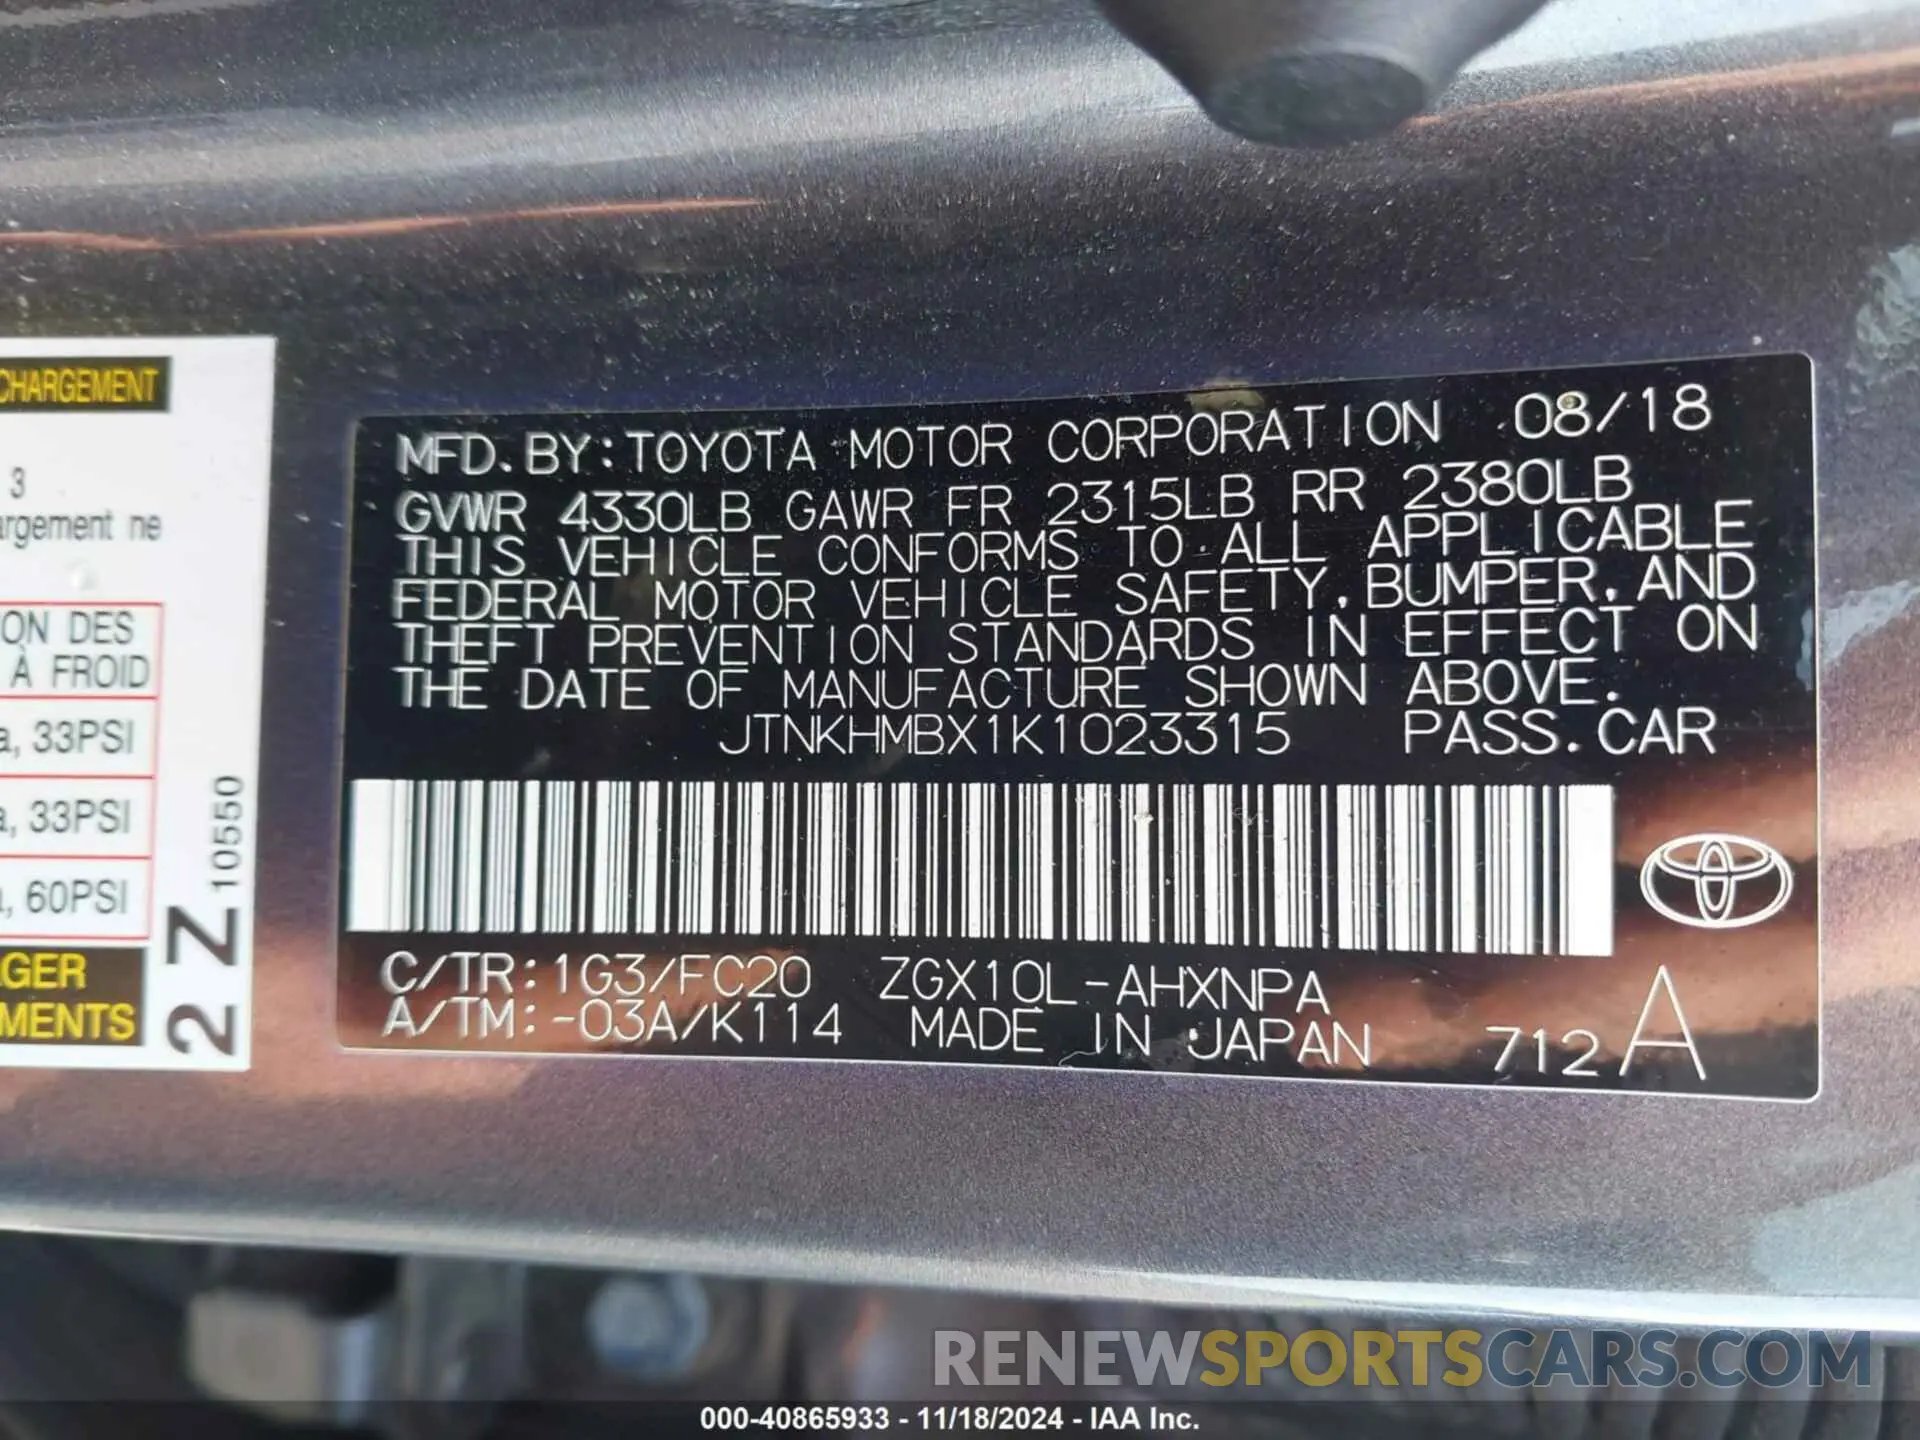 CHARGEMENT
3
argement ne
ON DES
À FROID
a, 33PSI
a, 33PSI
, 60PSI
GER
MENTS
2 Z 10550
MFD. BY: TOYOTA MOTOR CORPORATION 08/18
GVWR 4330LB GAWR FR 2315LB RR 2380LB
THIS VEHICLE CONFORMS TO ALL APPLICABLE
FEDERAL MOTOR VEHICLE SAFETY, BUMPER, AND
THEFT PREVENTION STANDARDS IN EFFECT ON
THE DATE OF MANUFACTURE SHOWN ABOVE.
JTNKHMBX1K1023315 PASS. CAR
C/TR: 1G3/FC20 ZGX10L-AHXNPA
A/TM: -03A/K114 MADE IN JAPAN 712 A
RENEWSPORTSCARS.COM
000-40865933 - 11/18/2024 - IAA Inc.